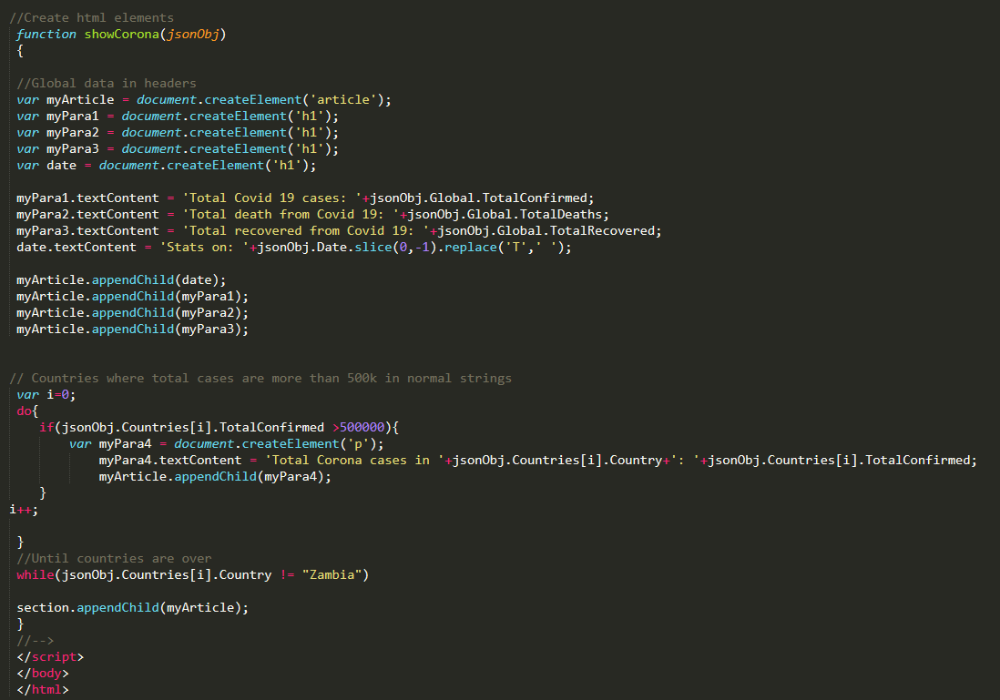 //Create html elements
function showCorona(jsonObj)
{
//Global data in headers
var myArticle = document.createElement('article');
var myPara1 = document.createElement('h1');
var myPara2 = document.createElement('h1');
var myPara3 = document.createElement('h1');
var date = document.createElement('h1');
myPara1.textContent = 'Total Covid 19 cases: '+jsonObj.Global.TotalConfirmed;
myPara2.textContent = 'Total death from Covid 19: '+jsonObj.Global.TotalDeaths;
myPara3.textContent = 'Total recovered from Covid 19: '+jsonObj.Global.TotalRecovered;
date.textContent = 'Stats on: '+jsonObj.Date.slice(0,-1).replace('T',' ');
myArticle.appendChild(date);
myArticle.appendChild(myPara1);
myArticle.appendChild(myPara2);
myArticle.appendChild(myPara3);
// Countries where total cases are more than 500k in normal strings
var i=0;
do{
if(jsonObj.Countries[i].TotalConfirmed >500000){
var myPara4 = document.createElement('p');
myPara4.textContent = 'Total Corona cases in '+jsonObj.Countries[i].Country+': '+jsonObj.Countries[i].TotalConfirmed;
myArticle.appendChild(myPara4);
}
i++;
}
//Until countries are over
while(jsonObj.Countries[i].Country != "Zambia")
section.appendChild(myArticle);
}
//-->
</script>
</body>
</html>